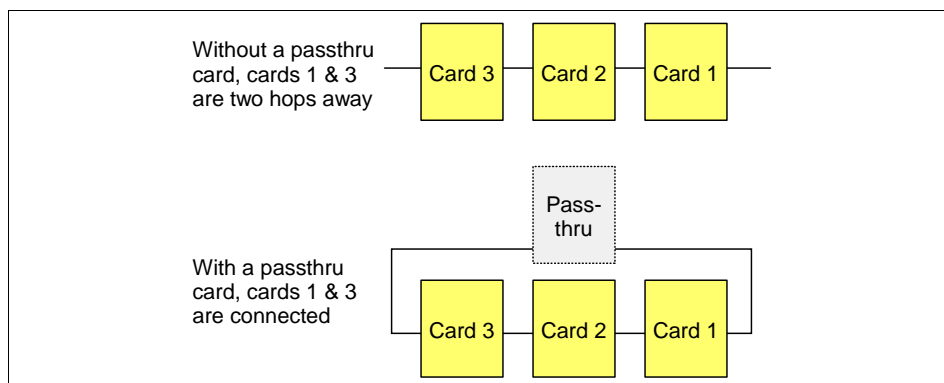 Without a passthru
card, cards 1 & 3
are two hops away
Card 3
Card 2
Card 1
Pass-
thru
With a passthru
card, cards 1 & 3
are connected
Card 3
Card 2
Card 1